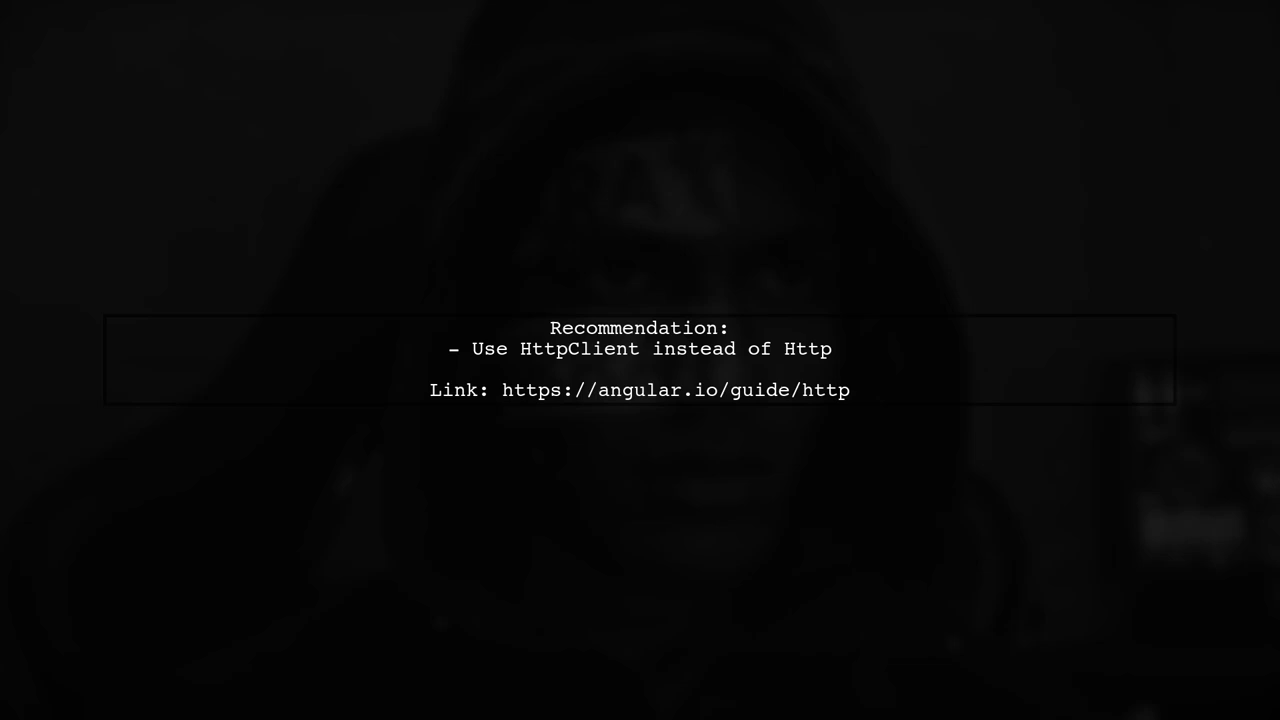 Recommendation:
- Use HttpClient instead of Http
Link: https://angular.io/guide/http